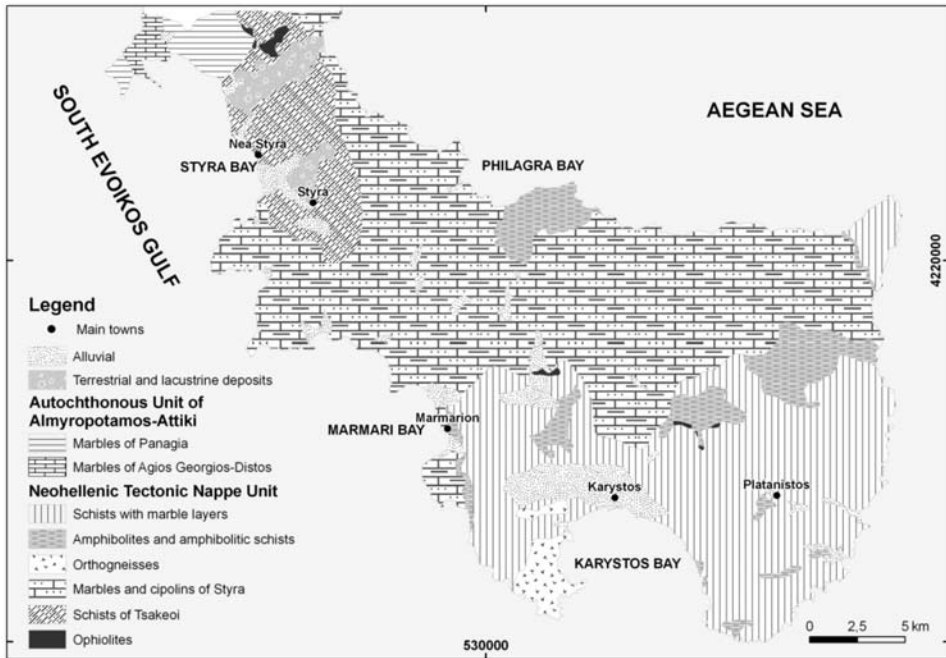 AEGEAN SEA
SOUTH EVOIKOS GULF
Nea Styra
STYRA BAY
PHILAGRA BAY
Styra
4220000
Legend
Main towns
Alluvial
Terrestrial and lacustrine deposits
Autochthonous Unit of
Almyropotamos-Attiki
Marbles of Panagia
Marbles of Agios Georgios-Distos
Neohellenic Tectonic Nappe Unit
Schists with marble layers
Amphibolites and amphibolitic schists
Orthogneisses
Marbles and cipolins of Styra
Schists of Tsakeoi
Ophiolites
Marmarion
MARMARI BAY
Karystos
Platanistos
KARYSTOS BAY
0 2,5 5 km
530000